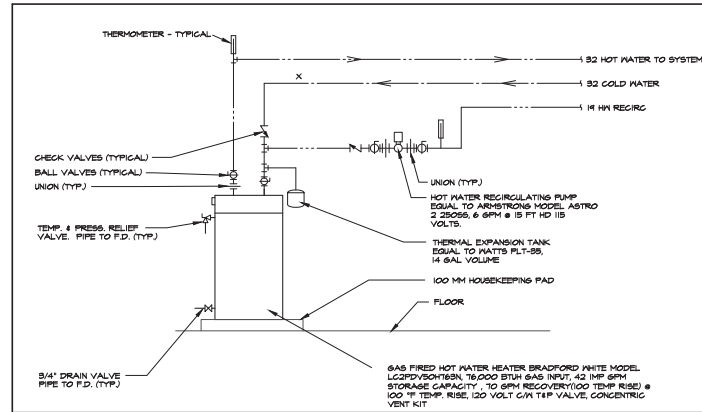 THERMOMETER - TYPICAL
32 HOT WATER TO SYSTEM
X
32 COLD WATER
19 HW RECIRC
CHECK VALVES (TYPICAL)
BALL VALVES (TYPICAL)
UNION (TYP.)
UNION (TYP.)
HOT WATER RECIRCULATING PUMP
EQUAL TO ARMSTRONG MODEL ASTRO
2 250SS, 6 GPM @ 15 FT HD 115
VOLTS.
TEMP. & PRESS. RELIEF
VALVE. PIPE TO F.D. (TYP.)
THERMAL EXPANSION TANK
EQUAL TO WATTS PLT-35,
14 GAL VOLUME
100 MM HOUSEKEEPING PAD
FLOOR
3/4" DRAIN VALVE
PIPE TO F.D. (TYP.)
GAS FIRED HOT WATER HEATER BRADFORD WHITE MODEL
LC2PDV50H763N, 76,000 BTUH GAS INPUT, 42 IMP GPM
STORAGE CAPACITY , 70 GPM RECOVERY(100 TEMP RISE) @
100 °F TEMP. RISE, 120 VOLT C/W T&P VALVE, CONCENTRIC
VENT KIT